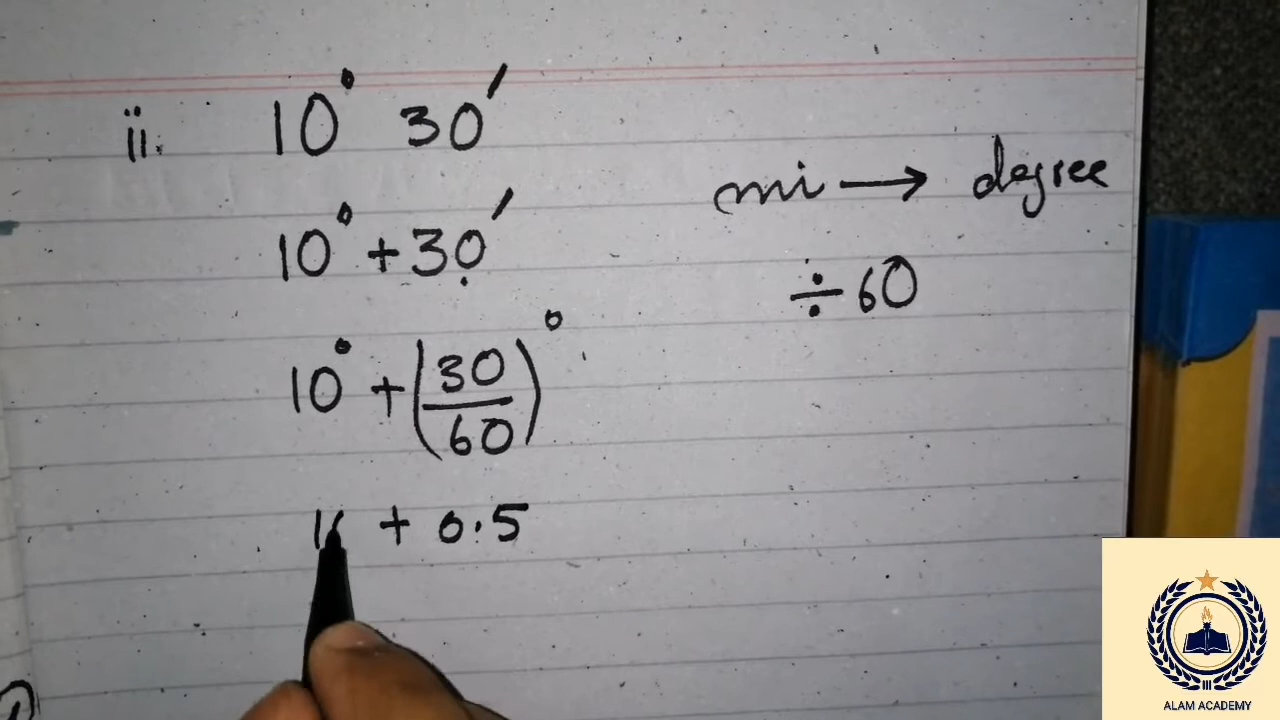 ii. 10° 30′
mi → degree
10° + 30′
÷ 60
10° + (30/60)°
+ 0.5
ALAM ACADEMY